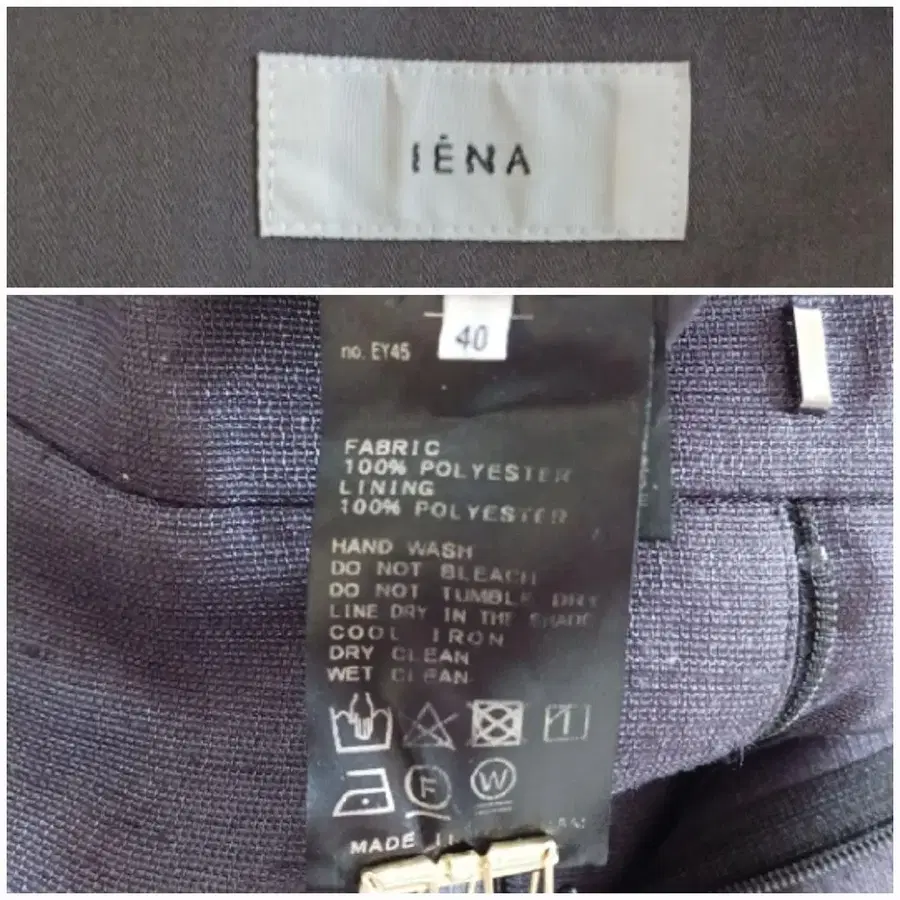 IÉNA
40
no. EY45
FABRIC
100% POLYESTER
LINING
100% POLYESTER
HAND WASH
DO NOT BLEACH
DO NOT TUMBLE DRY
LINE DRY IN THE SHADE
COOL IRON
DRY CLEAN
WET CLEAN
F
W
MADE